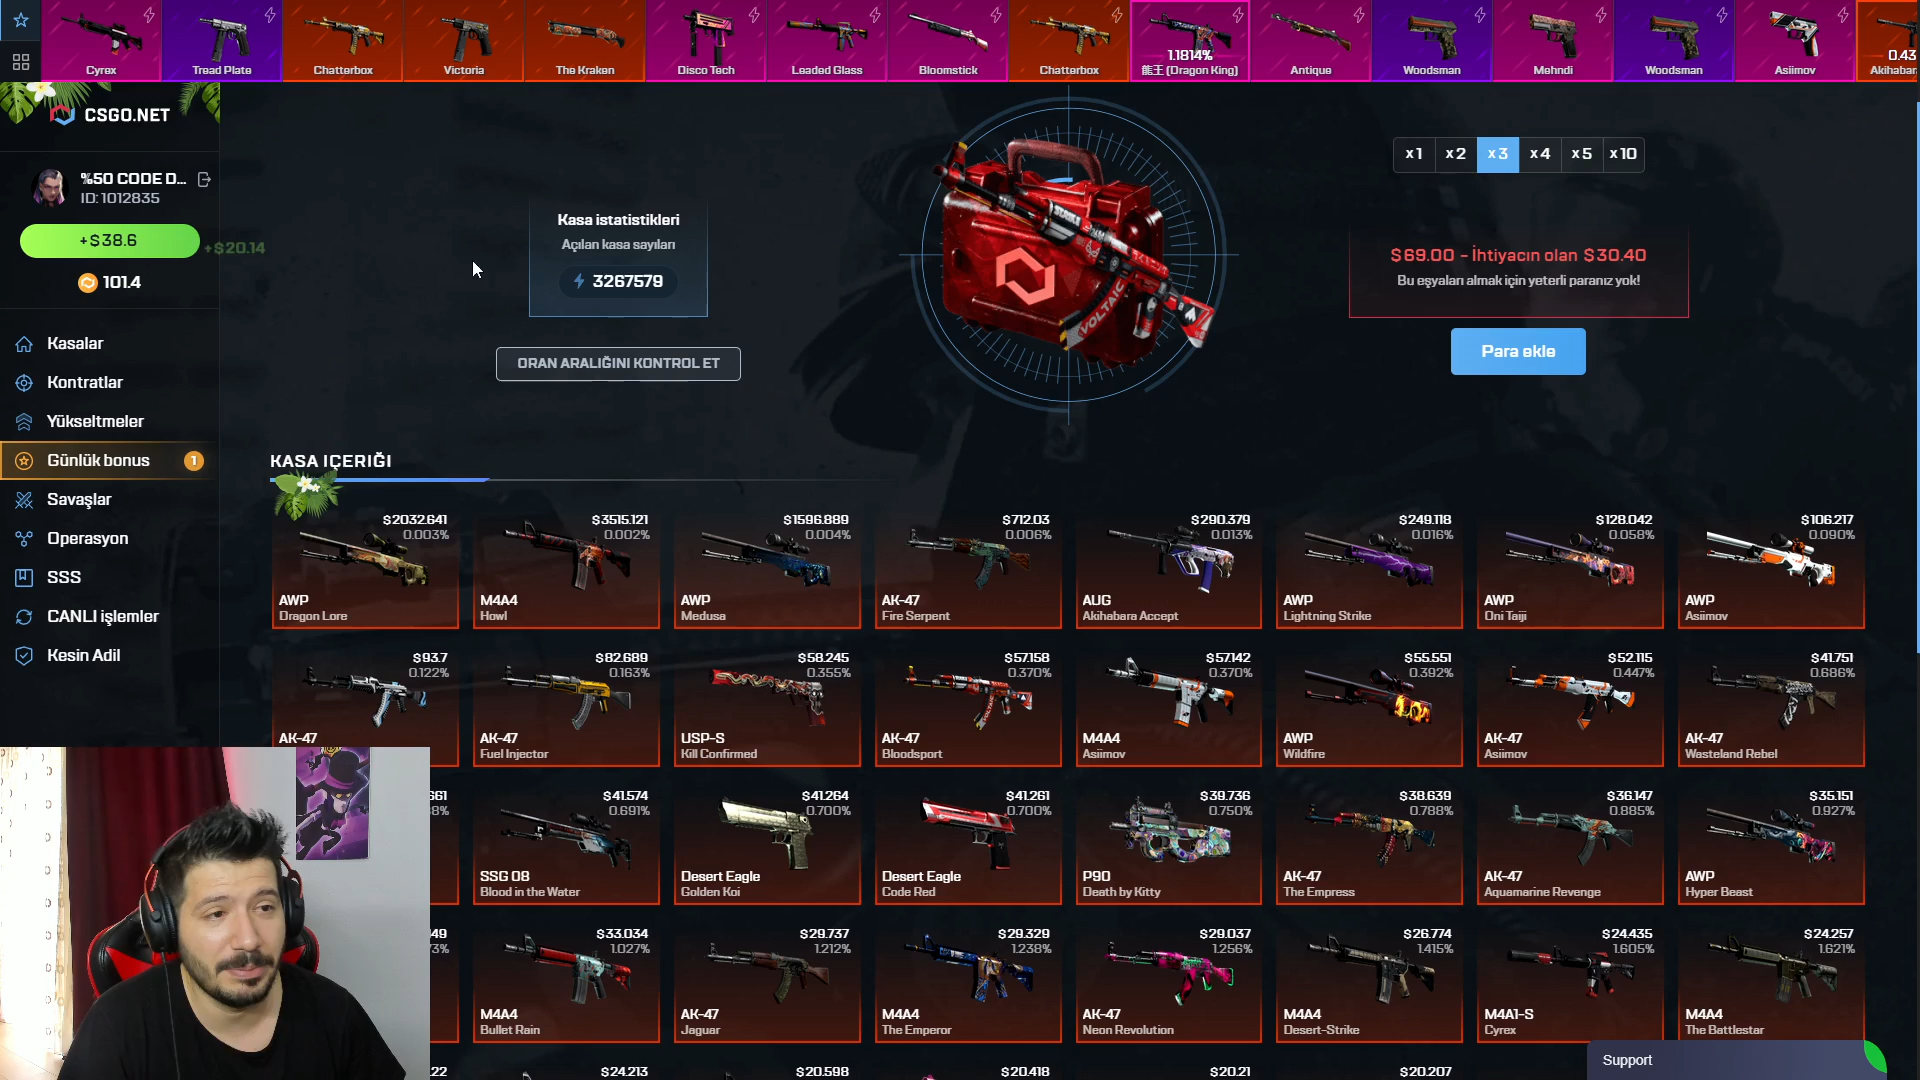 Cyrex
Tread Plate
Chatterbox
Victoria
The Kraken
Disco Tech
Leaded Glass
Bloomstick
Chatterbox
1.1814%
能王 (Dragon King)
Antique
Woodsman
Mehndi
Woodsman
Asiimov
0.43
Akihabar
CSGO.NET
%50 CODE D...
ID: 1012835
+$38.6
+$20.14
101.4
Kasalar
Kontratlar
Yükseltmeler
Günlük bonus
1
Savaşlar
Operasyon
SSS
CANLI işlemler
Kesin Adil
Kasa istatistikleri
Açılan kasa sayıları
3267579
ORAN ARALIĞINI KONTROL ET
STRIKE
VOLTAIC
x1
x2
x3
x4
x5
x10
$69.00 - İhtiyacın olan $30.40
Bu eşyaları almak için yeterli paranız yok!
Para ekle
KASA IÇERIĞI
$2032.641
0.003%
AWP
Dragon Lore
$3515.121
0.002%
M4A4
Howl
$1596.889
0.004%
AWP
Medusa
$712.03
0.006%
AK-47
Fire Serpent
$290.379
0.013%
AUG
Akihabara Accept
$249.118
0.016%
AWP
Lightning Strike
$128.042
0.058%
AWP
Oni Taiji
$106.217
0.090%
AWP
Asiimov
$93.7
0.122%
AK-47
$82.689
0.163%
AK-47
Fuel Injector
$58.245
0.355%
USP-S
Kill Confirmed
$57.158
0.370%
AK-47
Bloodsport
$57.142
0.370%
M4A4
Asiimov
$55.551
0.392%
AWP
Wildfire
$52.115
0.447%
AK-47
Asiimov
$41.751
0.686%
AK-47
Wasteland Rebel
661
8%
$41.574
0.691%
SSG 08
Blood in the Water
$41.264
0.700%
Desert Eagle
Golden Koi
$41.261
0.700%
Desert Eagle
Code Red
$39.736
0.750%
P90
Death by Kitty
$38.639
0.788%
AK-47
The Empress
$36.147
0.885%
AK-47
Aquamarine Revenge
$35.151
0.927%
AWP
Hyper Beast
149
73%
$33.034
1.027%
M4A4
Bullet Rain
$29.737
1.212%
AK-47
Jaguar
$29.329
1.238%
M4A4
The Emperor
$29.037
1.256%
AK-47
Neon Revolution
$26.774
1.415%
M4A4
Desert-Strike
$24.435
1.605%
M4A1-S
Cyrex
$24.257
1.621%
M4A4
The Battlestar
.22
$24.213
$20.598
$20.418
$20.21
$20.207
Support